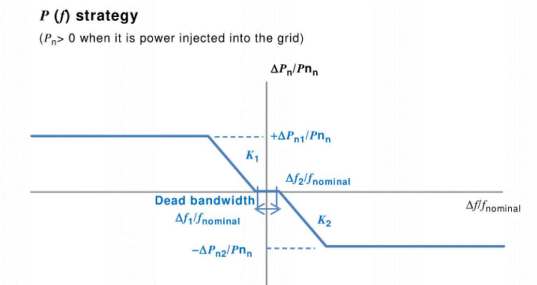 P (f) strategy
(Pn> 0 when it is power injected into the grid)
ΔPn/Pnn
+ΔPn1/Pnn
K1
Δf2/fnominal
Dead bandwidth
Δf/fnominal
Δf1/fnominal
K2
−ΔPn2/Pnn